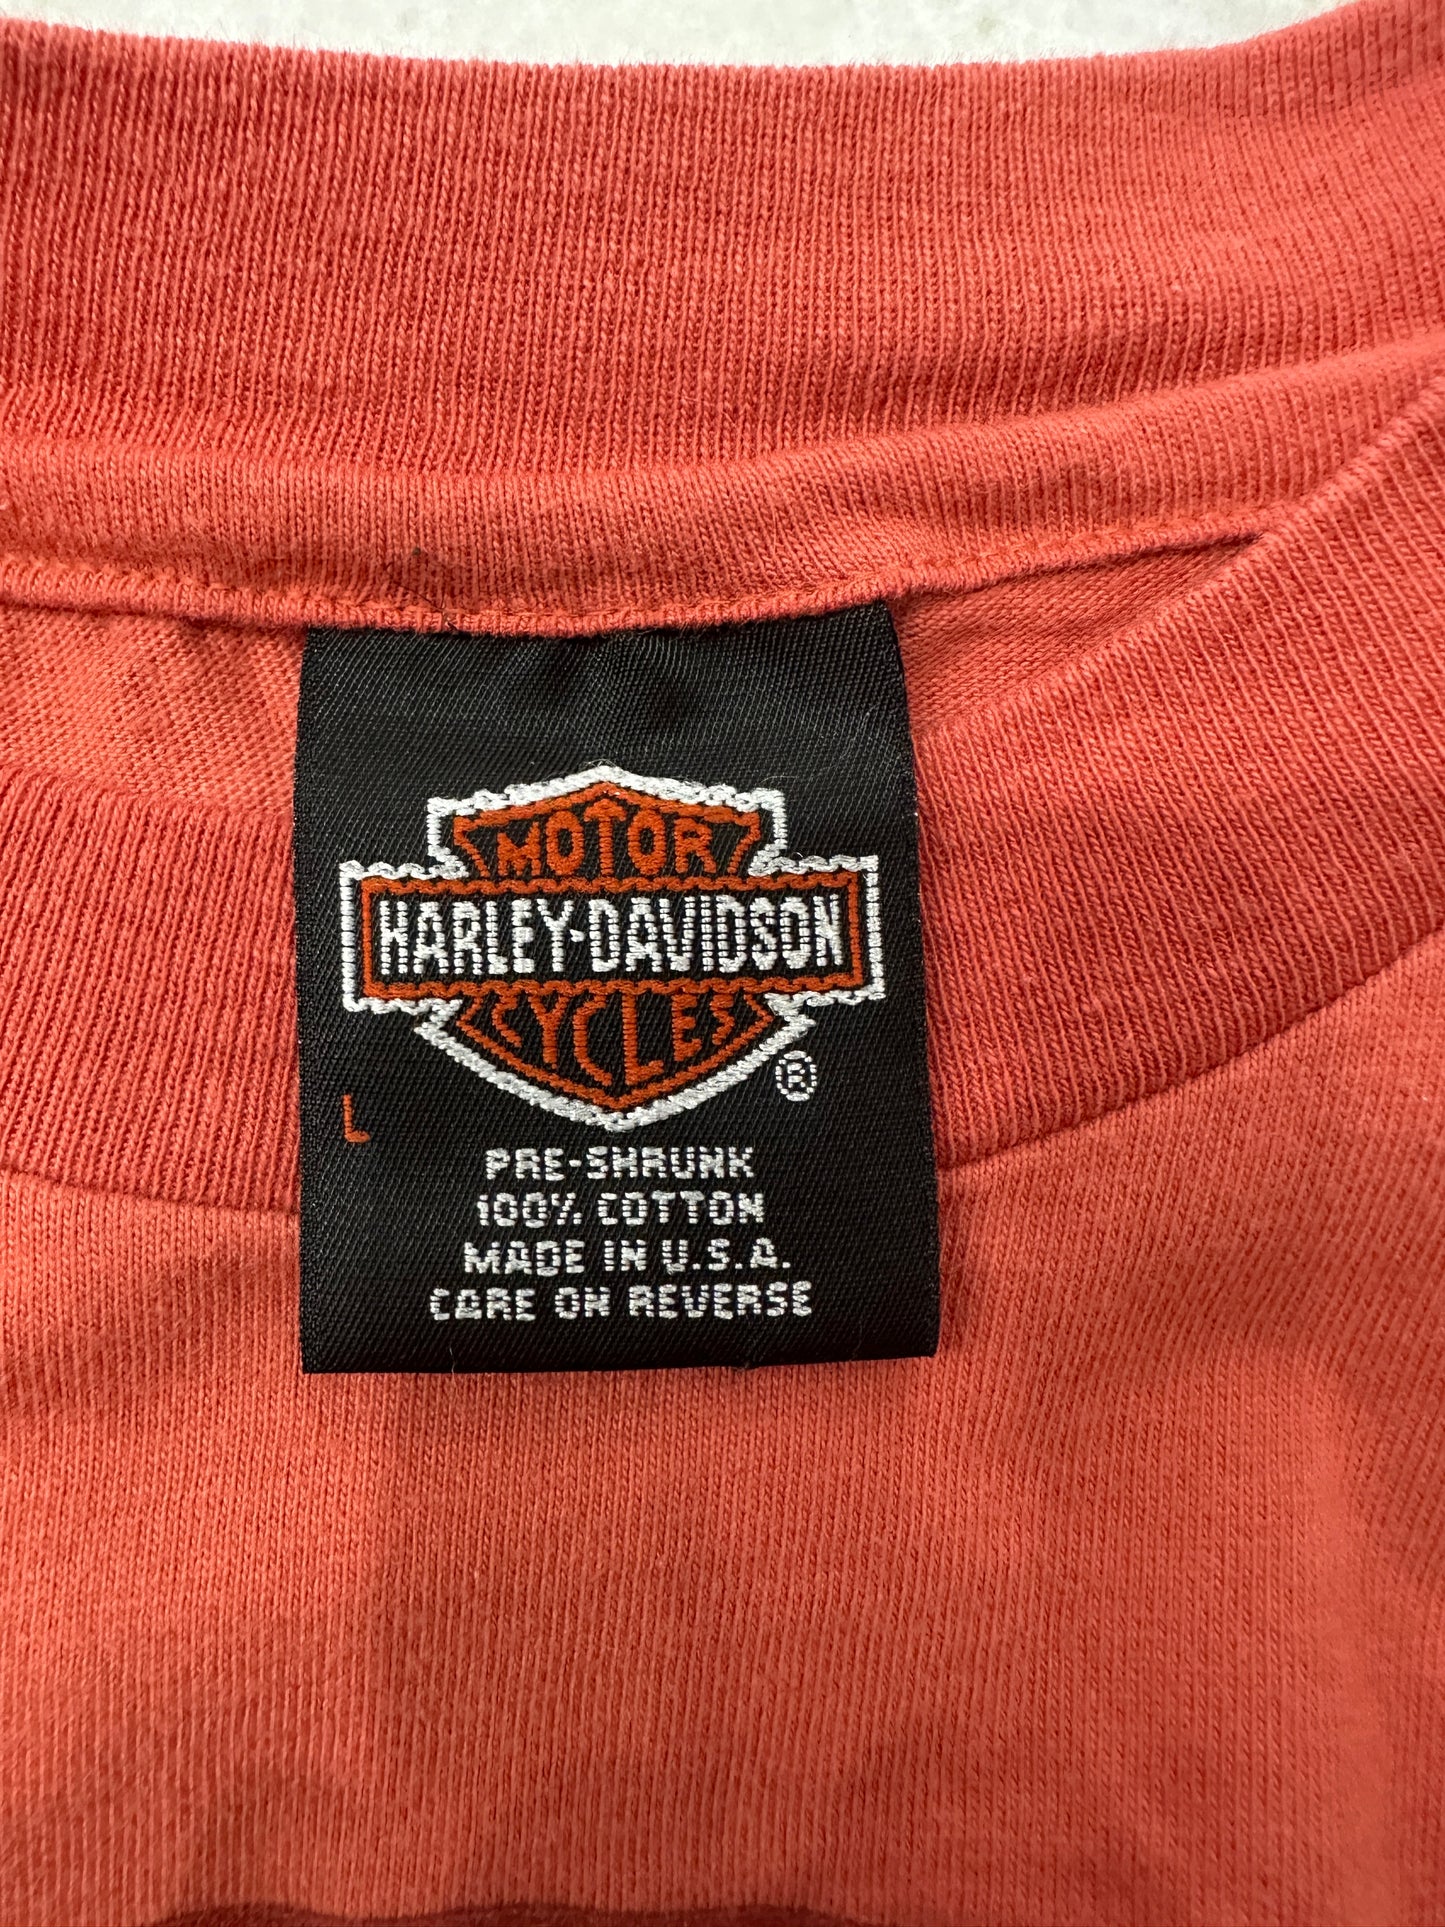 MOTOR
HARLEY-DAVIDSON
CYCLES
®
L
PRE-SHRUNK
100% COTTON
MADE IN U.S.A.
CARE ON REVERSE